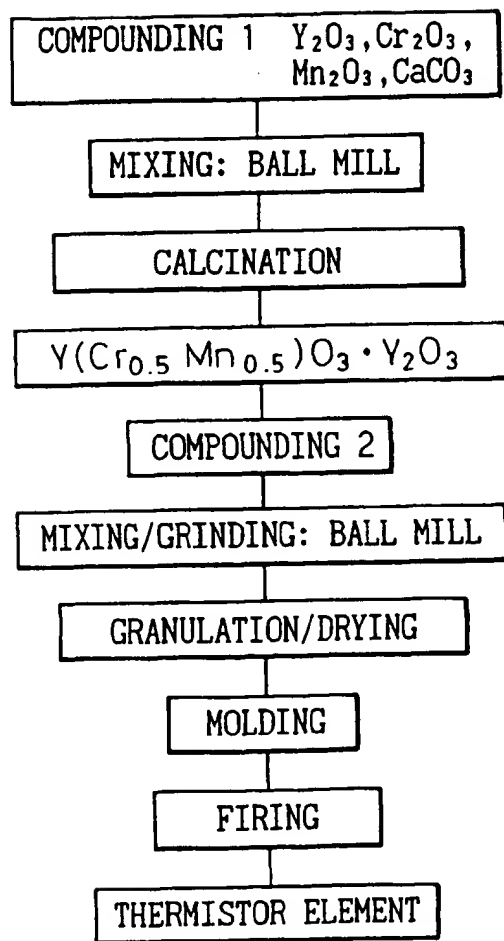 COMPOUNDING 1 Y₂O₃, Cr₂O₃,
Mn₂O₃, CaCO₃
MIXING: BALL MILL
CALCINATION
Y(Cr₀.₅ Mn₀.₅)O₃・Y₂O₃
COMPOUNDING 2
MIXING/GRINDING: BALL MILL
GRANULATION/DRYING
MOLDING
FIRING
THERMISTOR ELEMENT